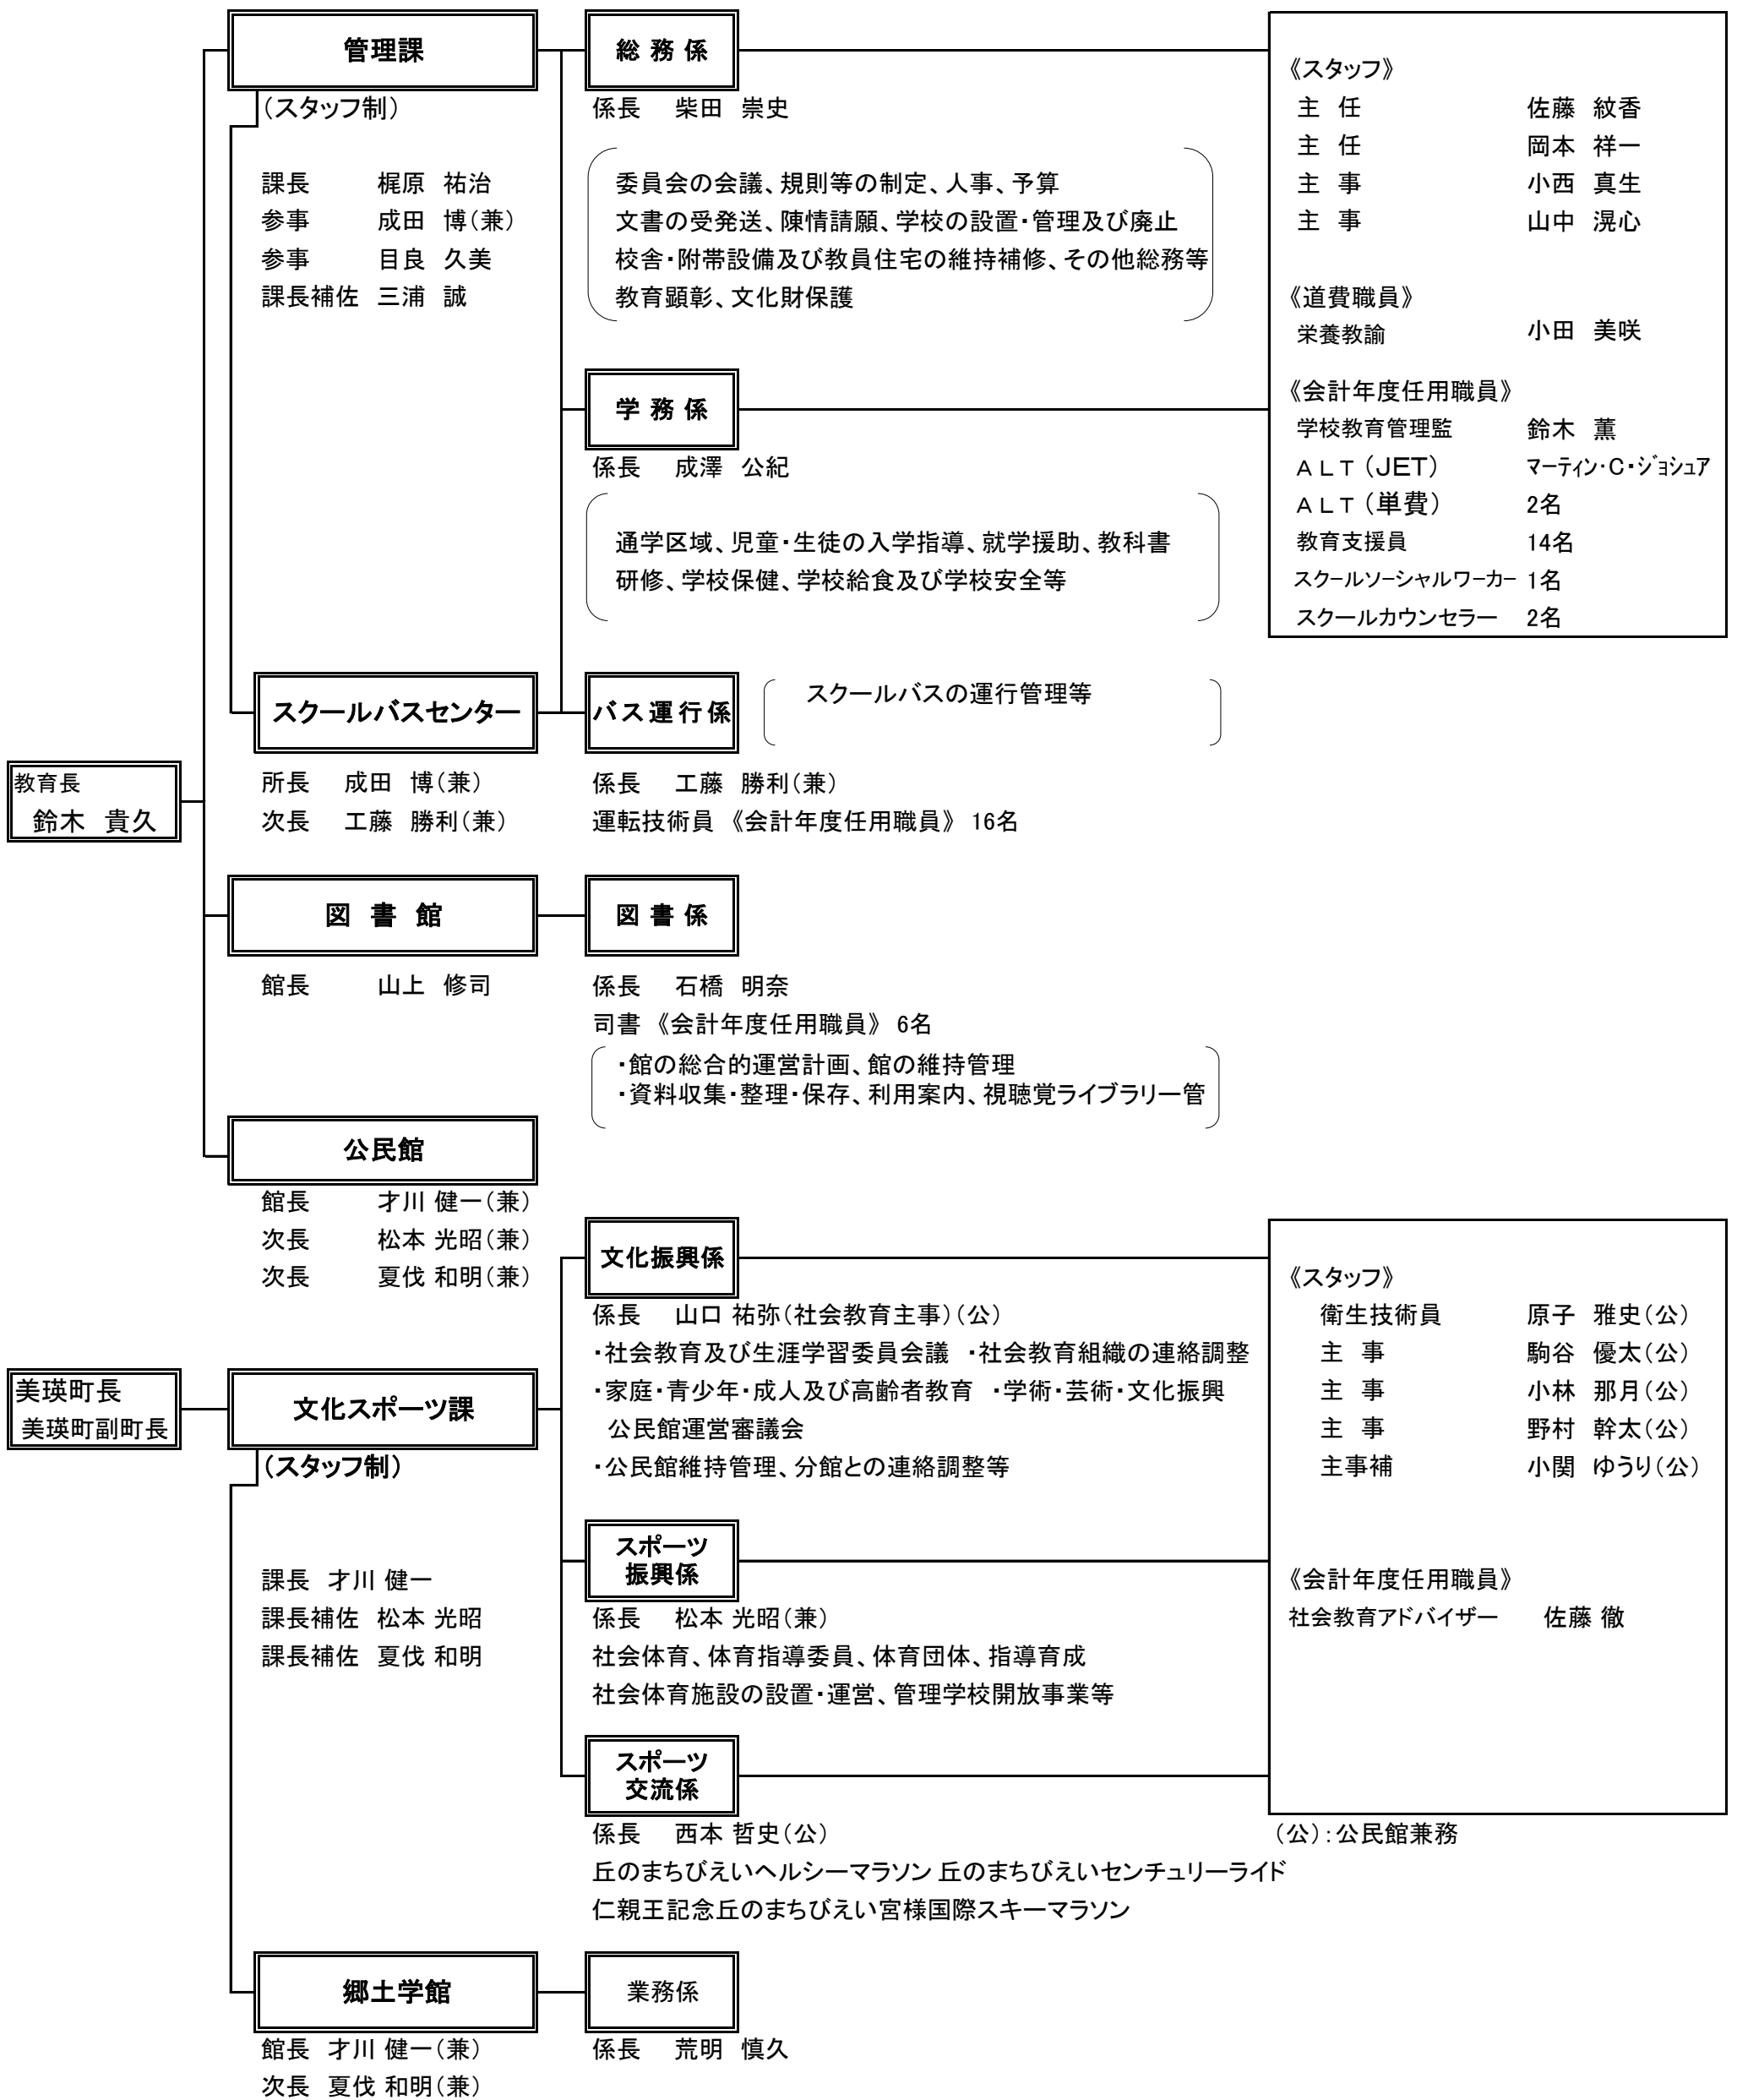 管理課
(スタッフ制)
課長 梶原 祐治
参事 成田 博(兼)
参事 目良 久美
課長補佐 三浦 誠
総務係
係長 柴田 崇史
委員会の会議、規則等の制定、人事、予算
文書の受発送、陳情請願、学校の設置・管理及び廃止
校舎・附帯設備及び教員住宅の維持補修、その他総務等
教育顕彰、文化財保護
学務係
係長 成澤 公紀
通学区域、児童・生徒の入学指導、就学援助、教科書
研修、学校保健、学校給食及び学校安全等
《スタッフ》
主 任 佐藤 紋香
主 任 岡本 祥一
主 事 小西 真生
主 事 山中 滉心
《道費職員》
栄養教諭 小田 美咲
《会計年度任用職員》
学校教育管理監 鈴木 薫
ALT(JET) マーティン・C・ジョシュア
ALT(単費) 2名
教育支援員 14名
スクールソーシャルワーカー 1名
スクールカウンセラー 2名
スクールバスセンター
所長 成田 博(兼)
次長 工藤 勝利(兼)
バス運行係
スクールバスの運行管理等
係長 工藤 勝利(兼)
運転技術員 《会計年度任用職員》 16名
教育長
鈴木 貴久
図書館
館長 山上 修司
図書係
係長 石橋 明奈
司書 《会計年度任用職員》 6名
・館の総合的運営計画、館の維持管理
・資料収集・整理・保存、利用案内、視聴覚ライブラリー管
公民館
館長 才川 健一(兼)
次長 松本 光昭(兼)
次長 夏伐 和明(兼)
美瑛町長
美瑛町副町長
文化スポーツ課
(スタッフ制)
課長 才川 健一
課長補佐 松本 光昭
課長補佐 夏伐 和明
文化振興係
係長 山口 祐弥(社会教育主事)(公)
・社会教育及び生涯学習委員会議 ・社会教育組織の連絡調整
・家庭・青少年・成人及び高齢者教育 ・学術・芸術・文化振興
公民館運営審議会
・公民館維持管理、分館との連絡調整等
スポーツ
振興係
係長 松本 光昭(兼)
社会体育、体育指導委員、体育団体、指導育成
社会体育施設の設置・運営、管理学校開放事業等
スポーツ
交流係
係長 西本 哲史(公)
丘のまちびえいヘルシーマラソン 丘のまちびえいセンチュリーライド
仁親王記念丘のまちびえい宮様国際スキーマラソン
《スタッフ》
衛生技術員 原子 雅史(公)
主 事 駒谷 優太(公)
主 事 小林 那月(公)
主 事 野村 幹太(公)
主事補 小関 ゆうり(公)
《会計年度任用職員》
社会教育アドバイザー 佐藤 徹
(公):公民館兼務
郷土学館
館長 才川 健一(兼)
次長 夏伐 和明(兼)
業務係
係長 荒明 慎久